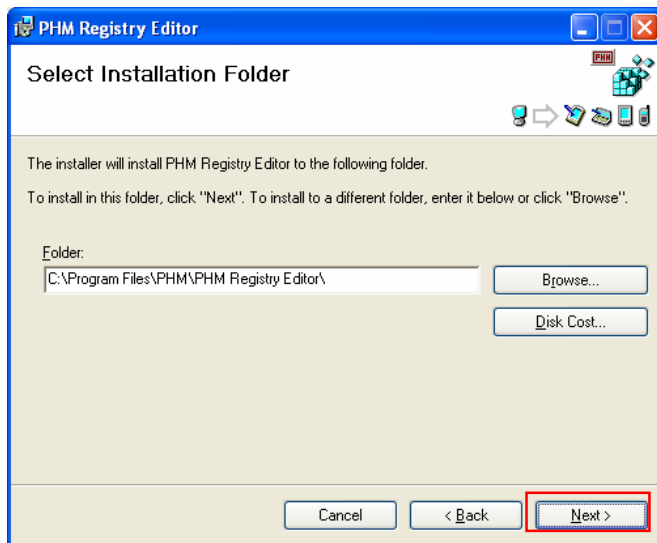 PHM Registry Editor
PHM
Select Installation Folder
The installer will install PHM Registry Editor to the following folder.
To install in this folder, click "Next". To install to a different folder, enter it below or click "Browse".
Folder:
C:\Program Files\PHM\PHM Registry Editor\
Browse...
Disk Cost...
Cancel
< Back
Next >